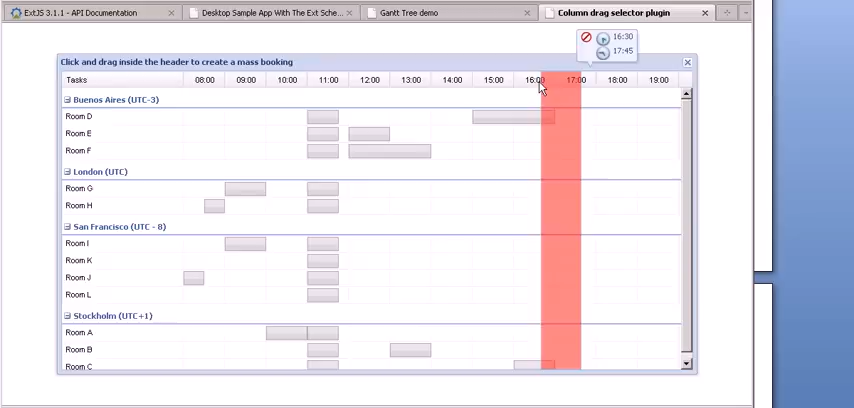 ExtJS 3.1.1 - API Documentation
Desktop Sample App With The Ext Sche...
Gantt Tree demo
Column drag selector plugin
16:30
17:45
Click and drag inside the header to create a mass booking
Tasks 08:00 09:00 10:00 11:00 12:00 13:00 14:00 15:00 16:00 17:00 18:00 19:00
Buenos Aires (UTC-3)
Room D
Room E
Room F
London (UTC)
Room G
Room H
San Francisco (UTC - 8)
Room I
Room K
Room J
Room L
Stockholm (UTC+1)
Room A
Room B
Room C